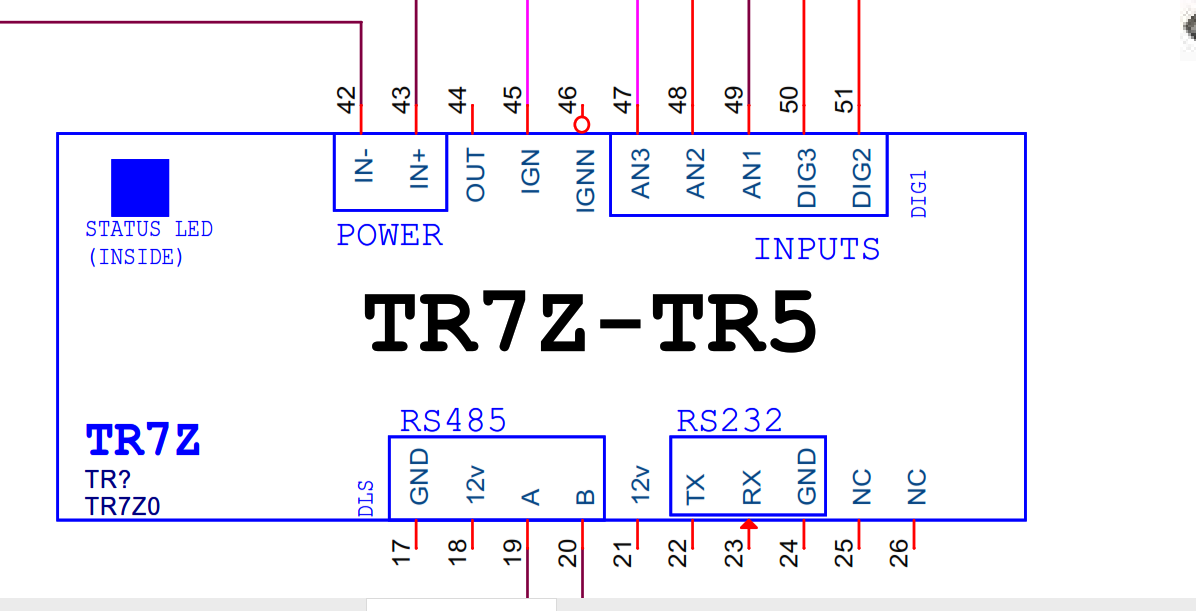 42 43 44 45 46 47 48 49 50 51
IN- IN+ OUT IGN IGNN AN3 AN2 AN1 DIG3 DIG2 DIG1
STATUS LED
(INSIDE)
POWER
INPUTS
TR7Z-TR5
RS485 RS232
TR7Z
TR?
TR7Z0
DLS GND 12v A B 12v TX RX GND NC NC
17 18 19 20 21 22 23 24 25 26